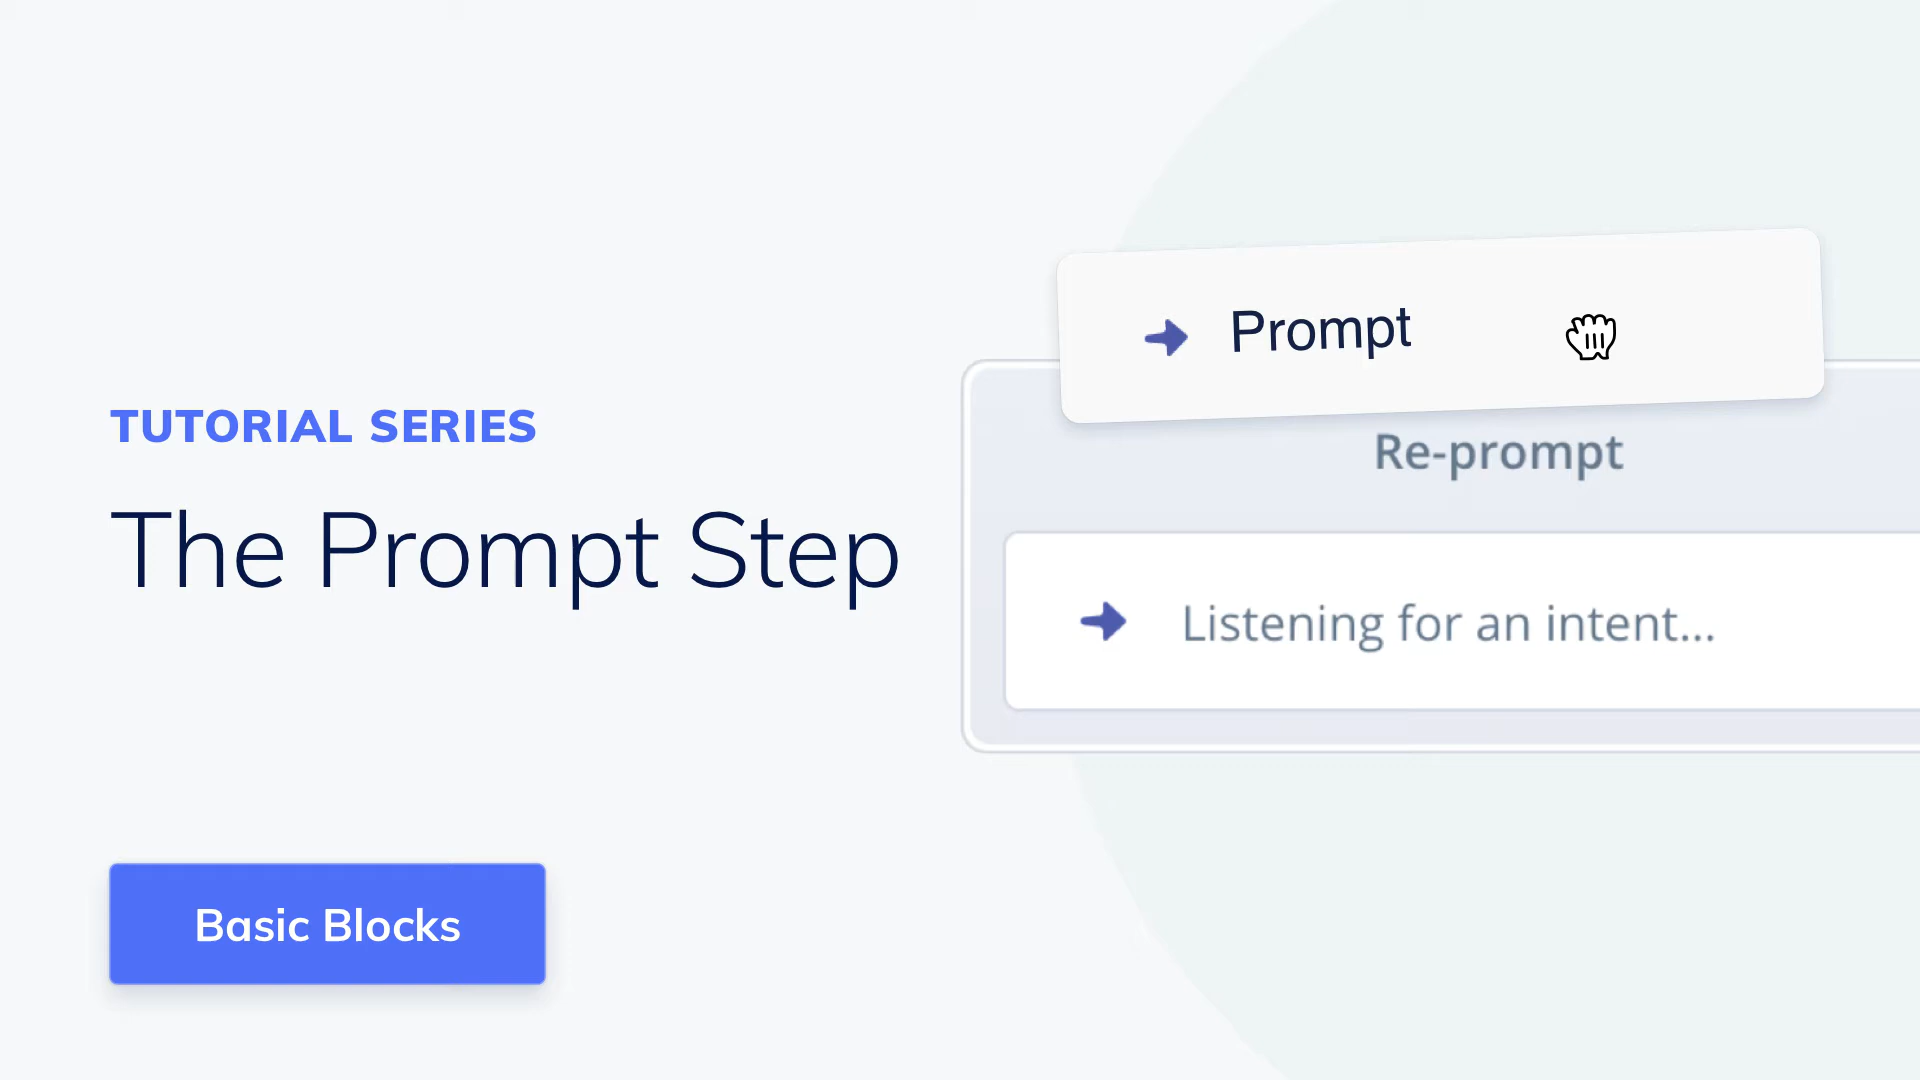 TUTORIAL SERIES
The Prompt Step
Basic Blocks
Prompt
Re-prompt
Listening for an intent...